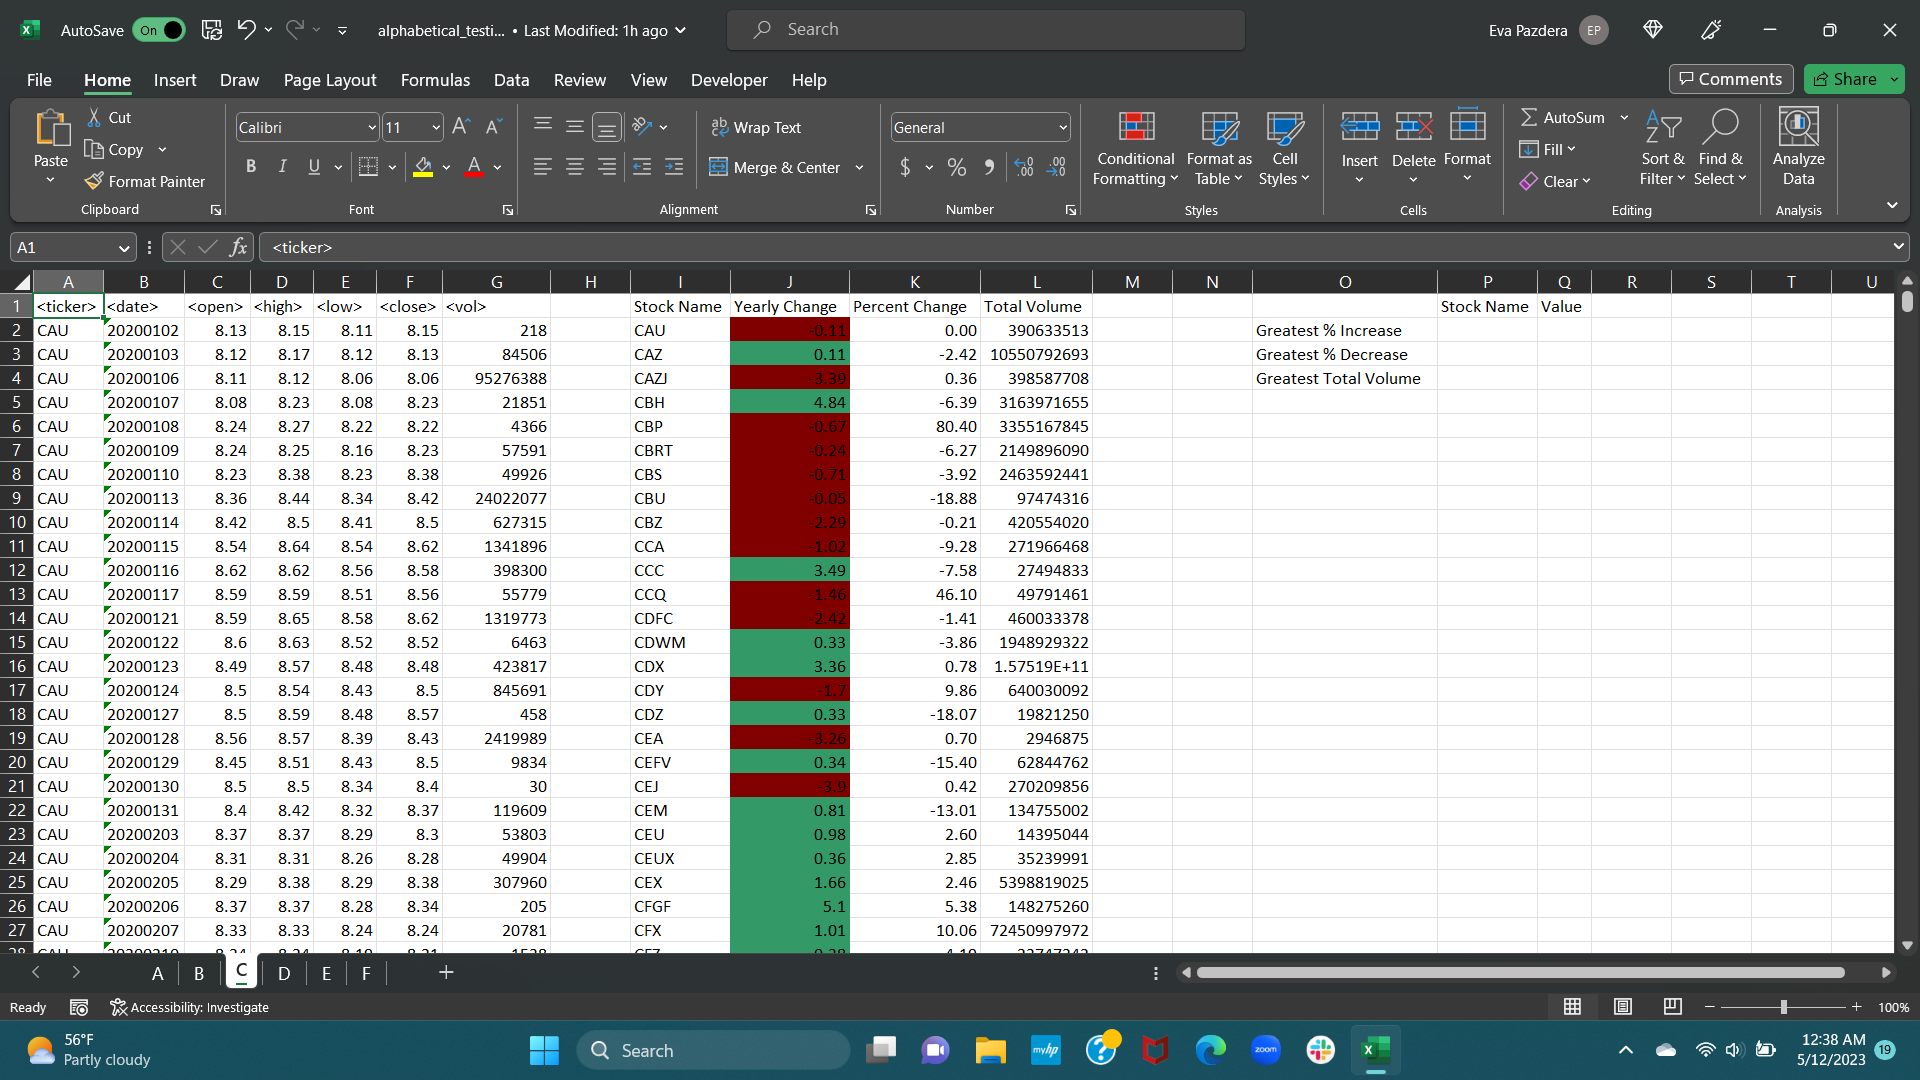 AutoSave On alphabetical_testi... • Last Modified: 1h ago Search Eva Pazdera EP
File Home Insert Draw Page Layout Formulas Data Review View Developer Help Comments Share
Paste Cut Copy Format Painter Clipboard
Calibri 11 B I U A Font
Wrap Text Merge & Center Alignment
General $ % Number
Conditional Formatting Format as Table Cell Styles Styles
Insert Delete Format Cells
AutoSum Fill Clear Sort & Filter Find & Select Editing
Analyze Data Analysis
A1 fx <ticker>
A B C D E F G H I J K L M N O P Q R S T U
1 <ticker> <date> <open> <high> <low> <close> <vol> Stock Name Yearly Change Percent Change Total Volume Stock Name Value
2 CAU 20200102 8.13 8.15 8.11 8.15 218 CAU -0.11 0.00 390633513 Greatest % Increase
3 CAU 20200103 8.12 8.17 8.12 8.13 84506 CAZ 0.11 -2.42 10550792693 Greatest % Decrease
4 CAU 20200106 8.11 8.12 8.06 8.06 95276388 CAZJ -3.39 0.36 398587708 Greatest Total Volume
5 CAU 20200107 8.08 8.23 8.08 8.23 21851 CBH 4.84 -6.39 3163971655
6 CAU 20200108 8.24 8.27 8.22 8.22 4366 CBP -0.67 80.40 3355167845
7 CAU 20200109 8.24 8.25 8.16 8.23 57591 CBRT -0.24 -6.27 2149896090
8 CAU 20200110 8.23 8.38 8.23 8.38 49926 CBS -0.71 -3.92 2463592441
9 CAU 20200113 8.36 8.44 8.34 8.42 24022077 CBU -0.05 -18.88 97474316
10 CAU 20200114 8.42 8.5 8.41 8.5 627315 CBZ -2.29 -0.21 420554020
11 CAU 20200115 8.54 8.64 8.54 8.62 1341896 CCA -1.02 -9.28 271966468
12 CAU 20200116 8.62 8.62 8.56 8.58 398300 CCC 3.49 -7.58 27494833
13 CAU 20200117 8.59 8.59 8.51 8.56 55779 CCQ -1.46 46.10 49791461
14 CAU 20200121 8.59 8.65 8.58 8.62 1319773 CDFC -2.42 -1.41 460033378
15 CAU 20200122 8.6 8.63 8.52 8.52 6463 CDWM 0.33 -3.86 1948929322
16 CAU 20200123 8.49 8.57 8.48 8.48 423817 CDX 3.36 0.78 1.57519E+11
17 CAU 20200124 8.5 8.54 8.43 8.5 845691 CDY -1.7 9.86 640030092
18 CAU 20200127 8.5 8.59 8.48 8.57 458 CDZ 0.33 -18.07 19821250
19 CAU 20200128 8.56 8.57 8.39 8.43 2419989 CEA -3.26 0.70 2946875
20 CAU 20200129 8.45 8.51 8.43 8.5 9834 CEFV 0.34 -15.40 62844762
21 CAU 20200130 8.5 8.5 8.34 8.4 30 CEJ -3.9 0.42 270209856
22 CAU 20200131 8.4 8.42 8.32 8.37 119609 CEM 0.81 -13.01 134755002
23 CAU 20200203 8.37 8.37 8.29 8.3 53803 CEU 0.98 2.60 14395044
24 CAU 20200204 8.31 8.31 8.26 8.28 49904 CEUX 0.36 2.85 35239991
25 CAU 20200205 8.29 8.38 8.29 8.38 307960 CEX 1.66 2.46 5398819025
26 CAU 20200206 8.37 8.37 8.28 8.34 205 CFGF 5.1 5.38 148275260
27 CAU 20200207 8.33 8.33 8.24 8.24 20781 CFX 1.01 10.06 72450997972
A B C D E F
Ready Accessibility: Investigate 100%
56°F Partly cloudy Search myhp zoom 12:38 AM 5/12/2023 19